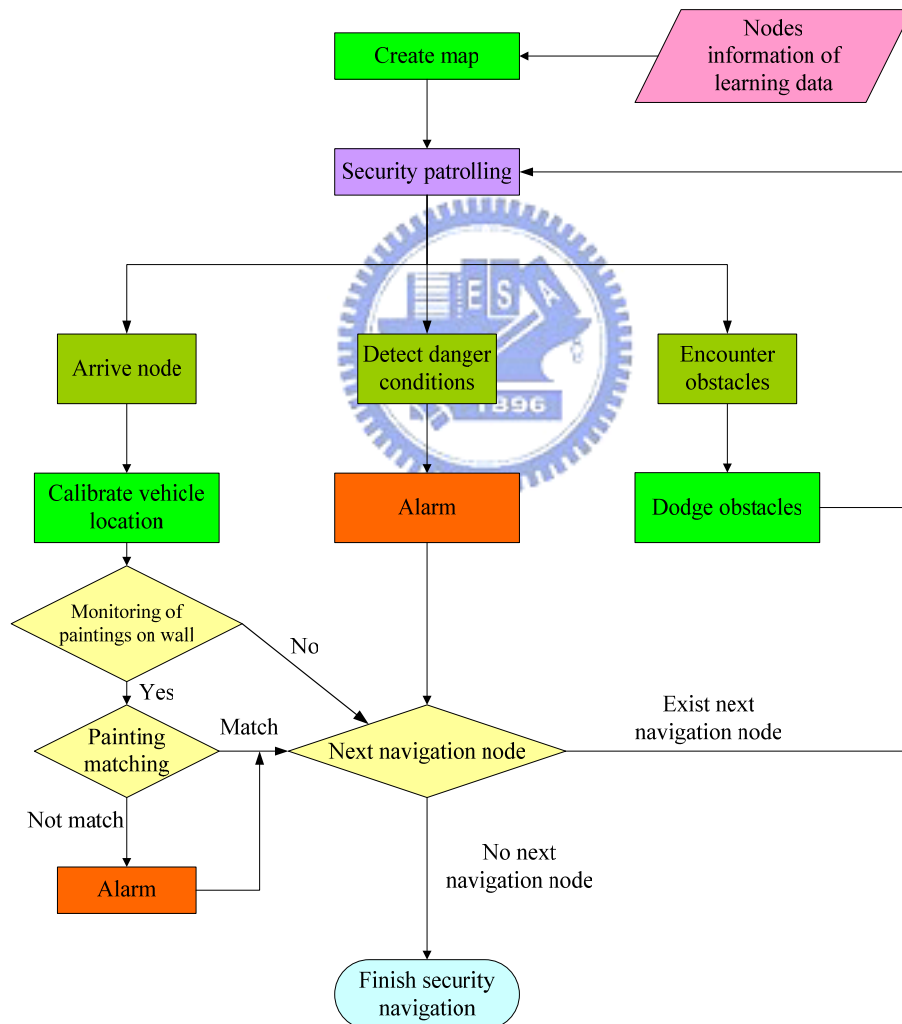 Create map
Nodes
information of
learning data
Security patrolling
E S A
1896
Arrive node
Detect danger
conditions
Encounter
obstacles
Calibrate vehicle
location
Alarm
Dodge obstacles
Monitoring of
paintings on wall
No
Yes
Painting
matching
Match
Next navigation node
Exist next
navigation node
Not match
Alarm
No next
navigation node
Finish security
navigation